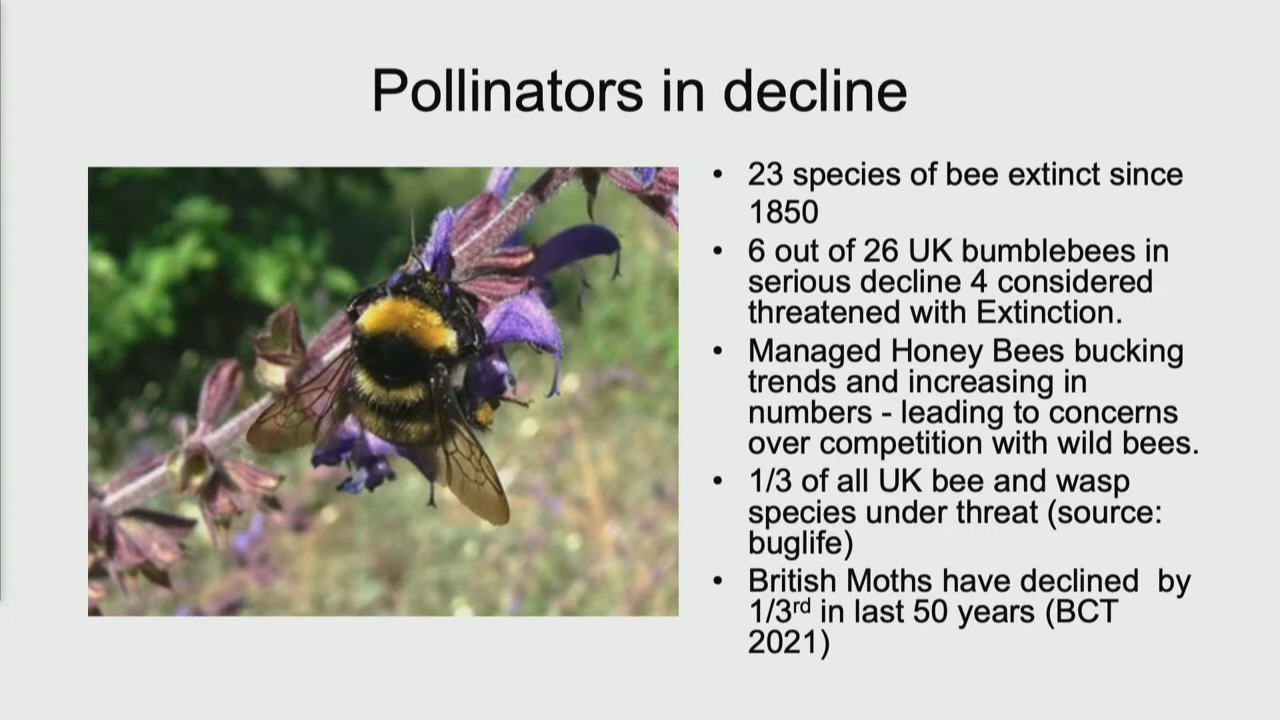 Pollinators in decline
• 23 species of bee extinct since
1850
• 6 out of 26 UK bumblebees in
serious decline 4 considered
threatened with Extinction.
• Managed Honey Bees bucking
trends and increasing in
numbers - leading to concerns
over competition with wild bees.
• 1/3 of all UK bee and wasp
species under threat (source:
buglife)
• British Moths have declined  by
1/3rd in last 50 years (BCT
2021)